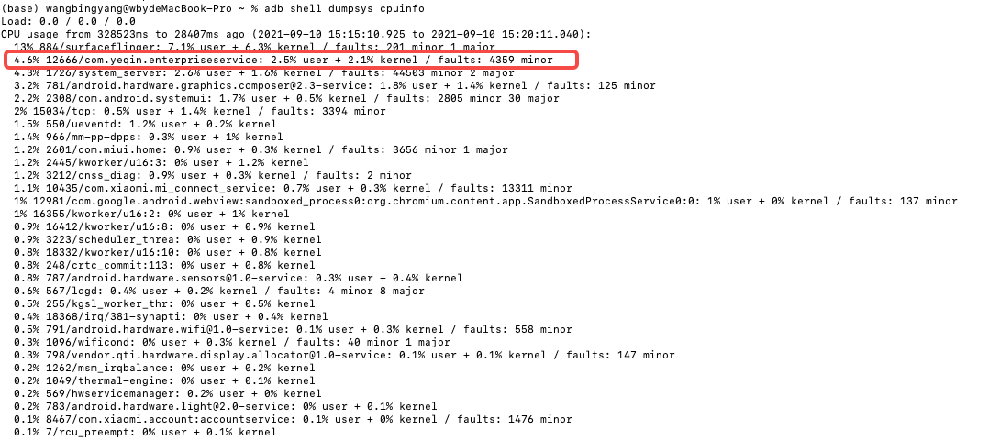 (base) wangbingyang@wbydeMacBook-Pro ~ % adb shell dumpsys cpuinfo
Load: 0.0 / 0.0 / 0.0
CPU usage from 328523ms to 28407ms ago (2021-09-10 15:15:10.925 to 2021-09-10 15:20:11.040):
13% 884/surfaceflinger: 7.1% user + 6.3% kernel / faults: 201 minor 1 major
4.6% 12666/com.yeqin.enterpriseservice: 2.5% user + 2.1% kernel / faults: 4359 minor
4.3% 1726/system_server: 2.6% user + 1.6% kernel / faults: 44503 minor 2 major
3.2% 781/android.hardware.graphics.composer@2.3-service: 1.8% user + 1.4% kernel / faults: 125 minor
2.2% 2308/com.android.systemui: 1.7% user + 0.5% kernel / faults: 2805 minor 30 major
2% 15034/top: 0.5% user + 1.4% kernel / faults: 3394 minor
1.5% 550/ueventd: 1.2% user + 0.2% kernel
1.4% 966/mm-pp-dpps: 0.3% user + 1% kernel
1.2% 2601/com.miui.home: 0.9% user + 0.3% kernel / faults: 3656 minor 1 major
1.2% 2445/kworker/u16:3: 0% user + 1.2% kernel
1.2% 3212/cnss_diag: 0.9% user + 0.3% kernel / faults: 2 minor
1.1% 10435/com.xiaomi.mi_connect_service: 0.7% user + 0.3% kernel / faults: 13311 minor
1% 12981/com.google.android.webview:sandboxed_process0:org.chromium.content.app.SandboxedProcessService0:0: 1% user + 0% kernel / faults: 137 minor
1% 16355/kworker/u16:2: 0% user + 1% kernel
0.9% 16412/kworker/u16:8: 0% user + 0.9% kernel
0.9% 3223/scheduler_threa: 0% user + 0.9% kernel
0.8% 18332/kworker/u16:10: 0% user + 0.8% kernel
0.8% 248/crtc_commit:113: 0% user + 0.8% kernel
0.8% 787/android.hardware.sensors@1.0-service: 0.3% user + 0.4% kernel
0.6% 567/logd: 0.4% user + 0.2% kernel / faults: 4 minor 8 major
0.5% 255/kgsl_worker_thr: 0% user + 0.5% kernel
0.4% 18368/irq/381-synapti: 0% user + 0.4% kernel
0.5% 791/android.hardware.wifi@1.0-service: 0.1% user + 0.3% kernel / faults: 558 minor
0.3% 1096/wificond: 0% user + 0.3% kernel / faults: 40 minor 1 major
0.3% 798/vendor.qti.hardware.display.allocator@1.0-service: 0.1% user + 0.1% kernel / faults: 147 minor
0.2% 1262/msm_irqbalance: 0% user + 0.2% kernel
0.2% 1049/thermal-engine: 0% user + 0.1% kernel
0.2% 569/hwservicemanager: 0.2% user + 0% kernel
0.2% 783/android.hardware.light@2.0-service: 0% user + 0.1% kernel
0.1% 8467/com.xiaomi.account:accountservice: 0.1% user + 0% kernel / faults: 1476 minor
0.1% 7/rcu_preempt: 0% user + 0.1% kernel